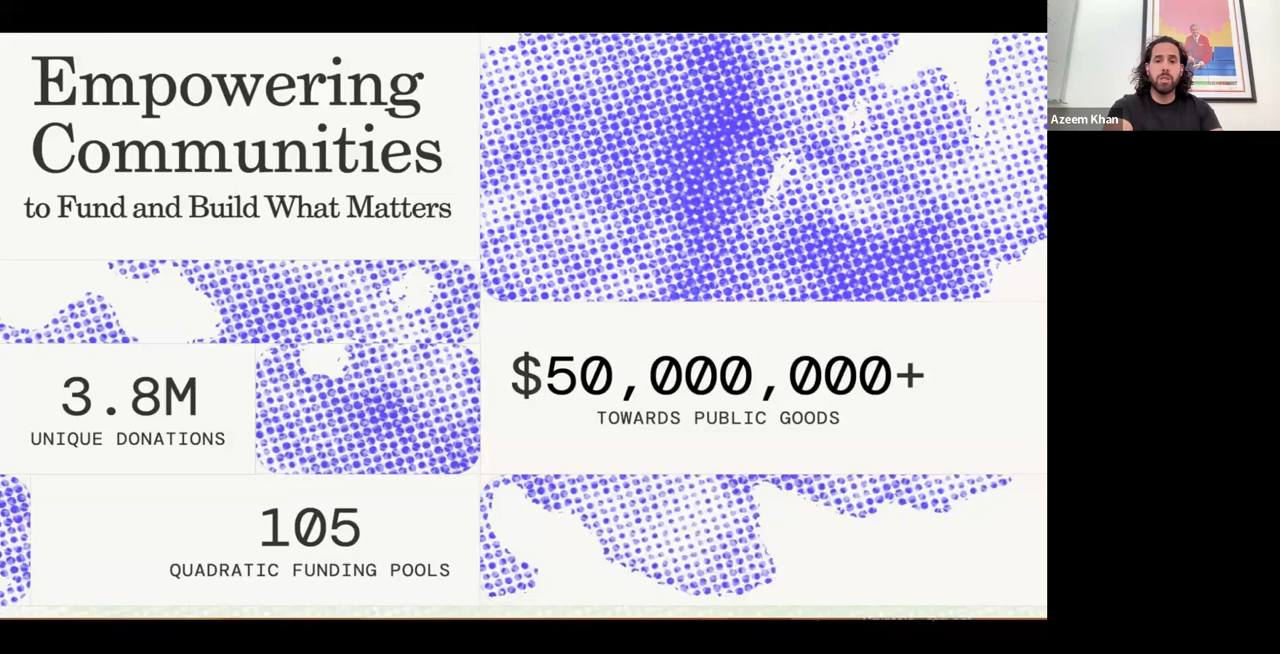 Empowering
Communities
to Fund and Build What Matters
3.8M
UNIQUE DONATIONS
$50,000,000+
TOWARDS PUBLIC GOODS
105
QUADRATIC FUNDING POOLS
Azeem Khan